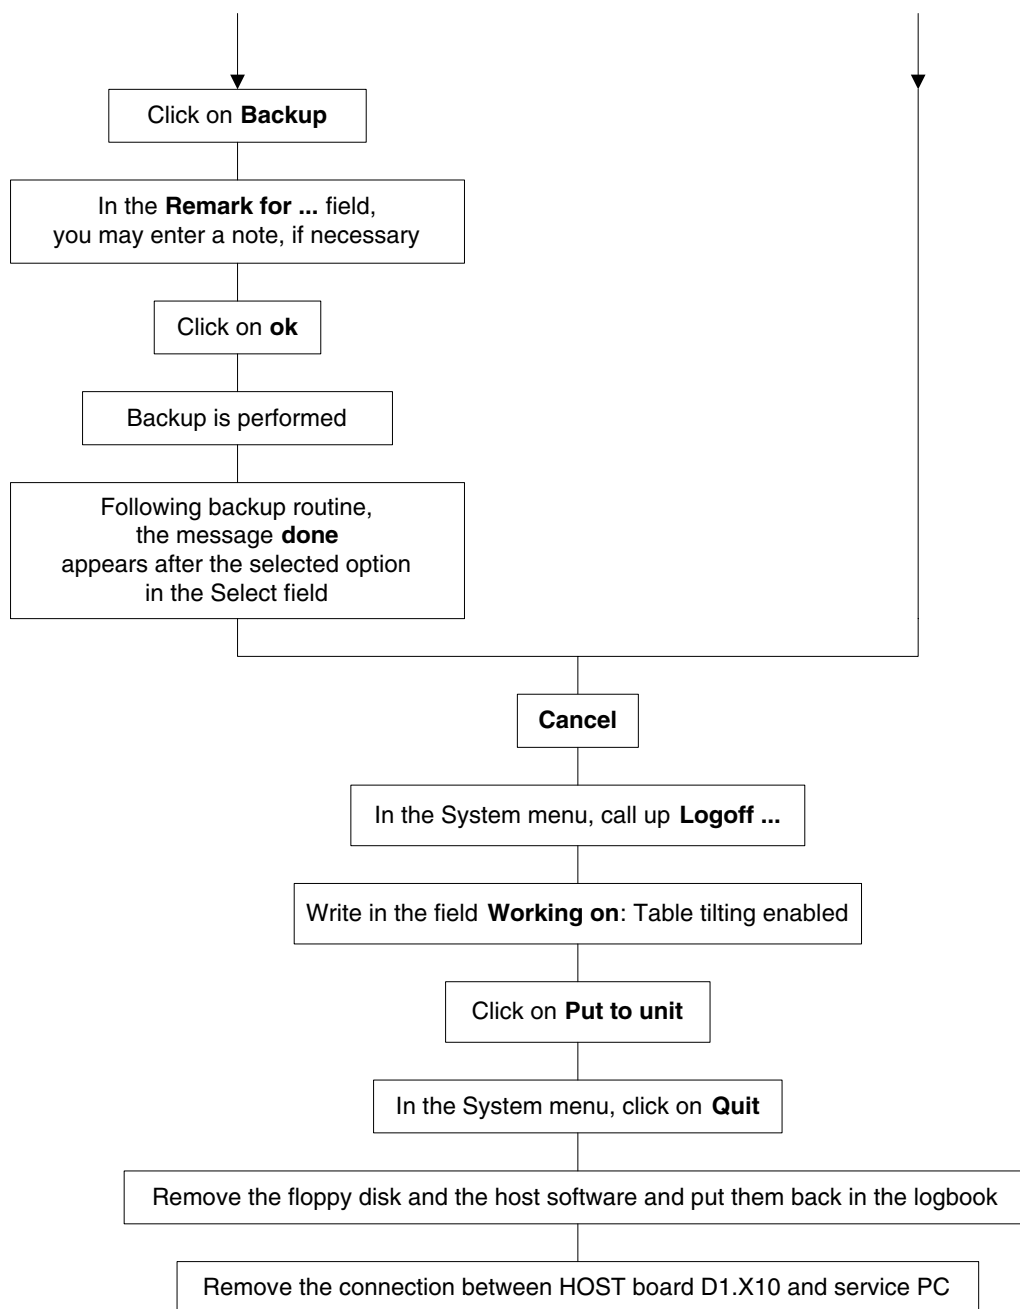 Click on Backup
In the Remark for ... field,
you may enter a note, if necessary
Click on ok
Backup is performed
Following backup routine,
the message done
appears after the selected option
in the Select field
Cancel
In the System menu, call up Logoff ...
Write in the field Working on: Table tilting enabled
Click on Put to unit
In the System menu, click on Quit
Remove the floppy disk and the host software and put them back in the logbook
Remove the connection between HOST board D1.X10 and service PC